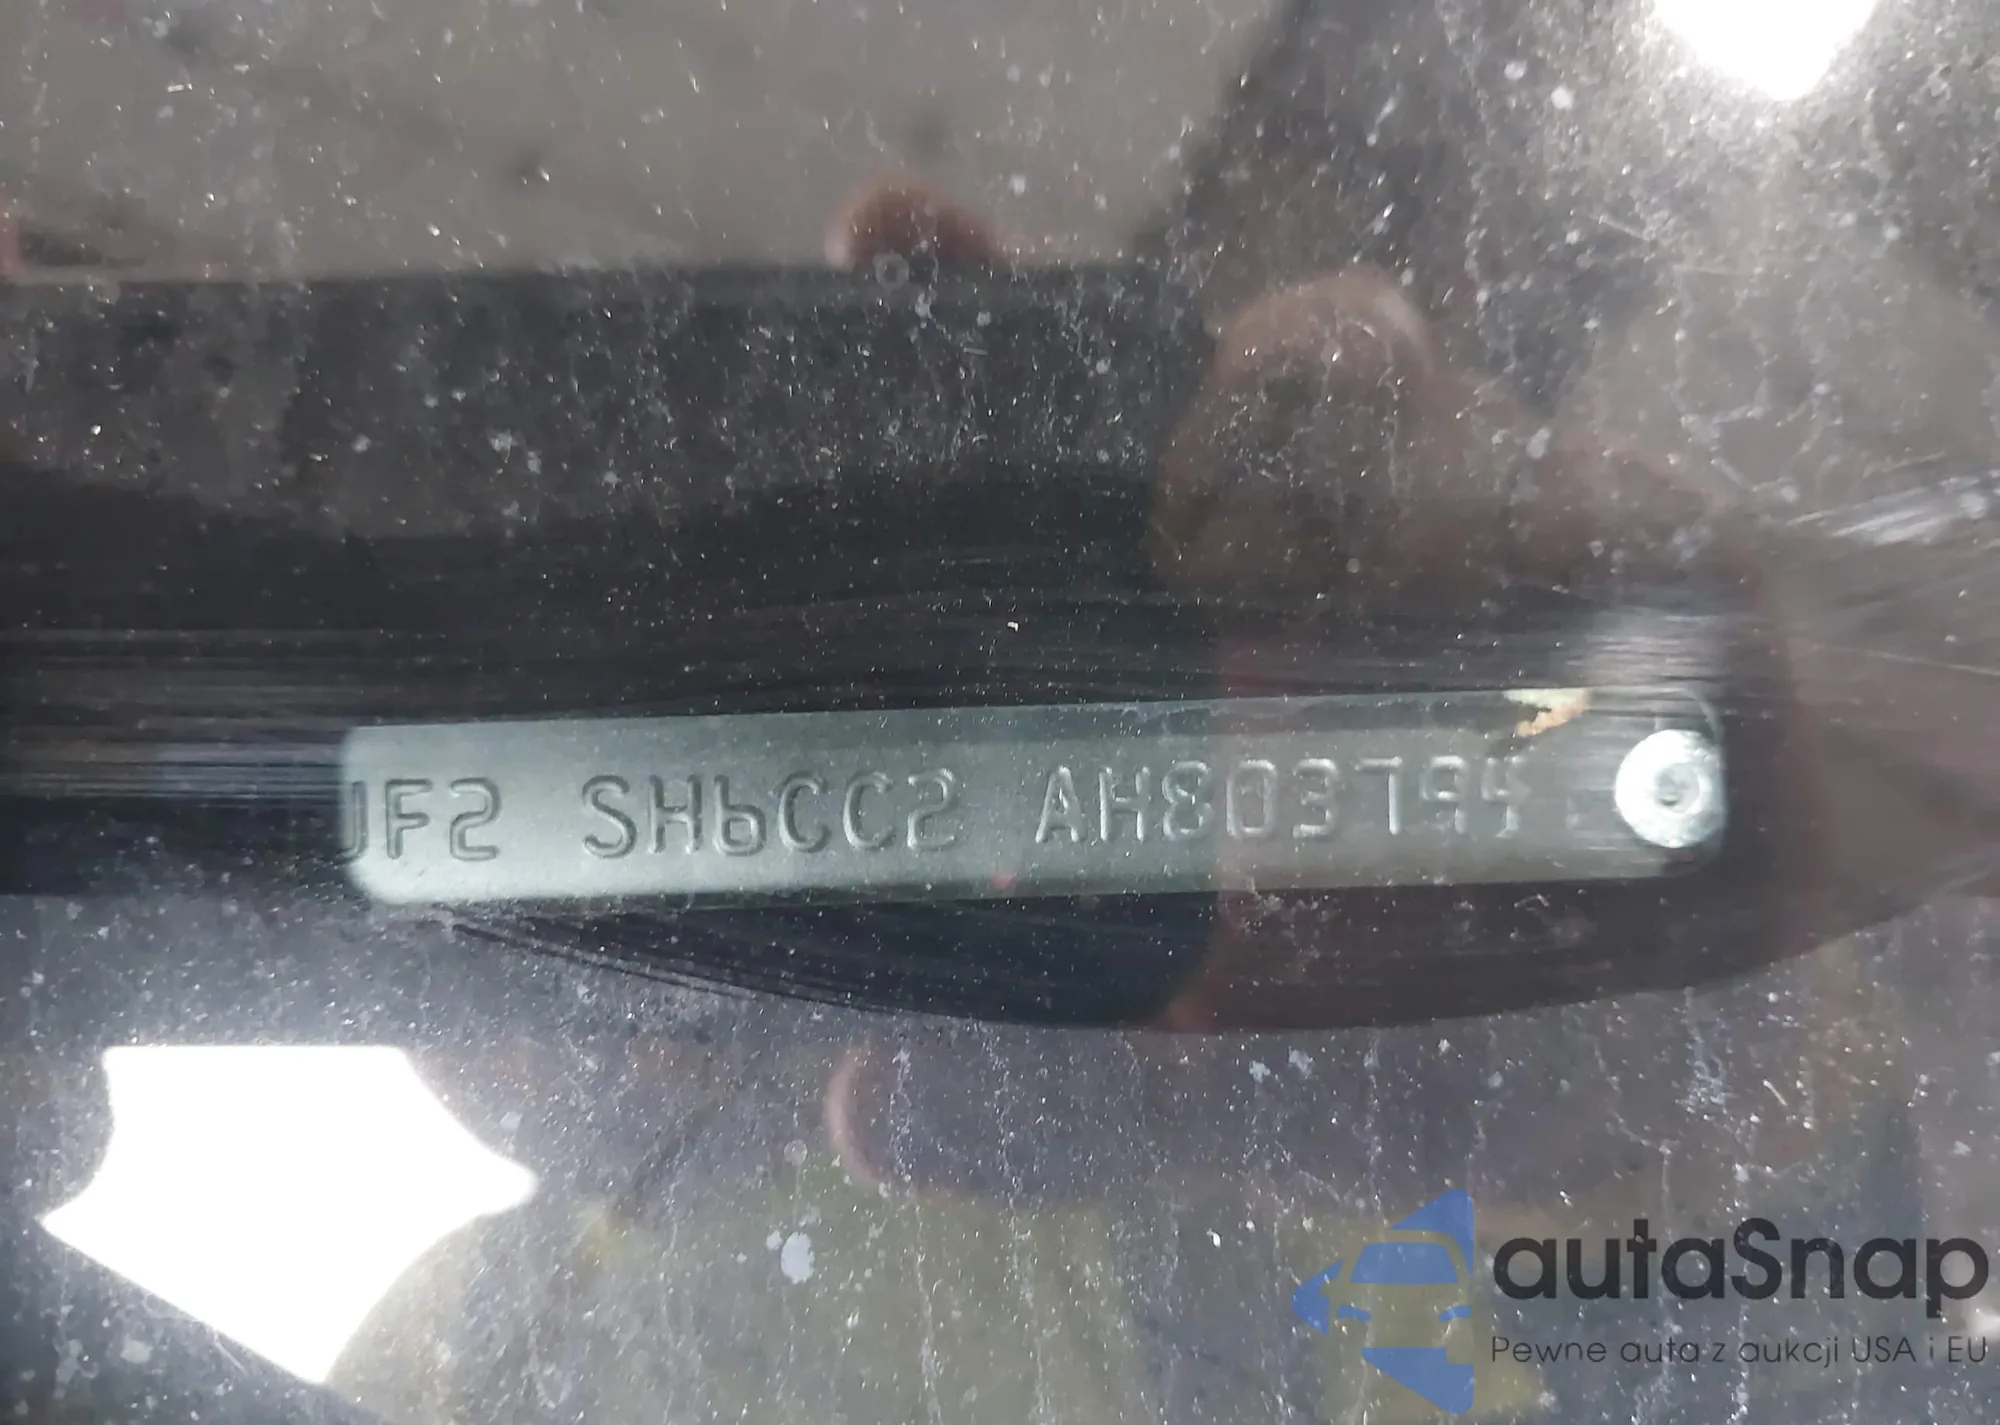 JF2 SH6CC2 AH803794
autaSnap
Pewne auta z aukcji USA i EU